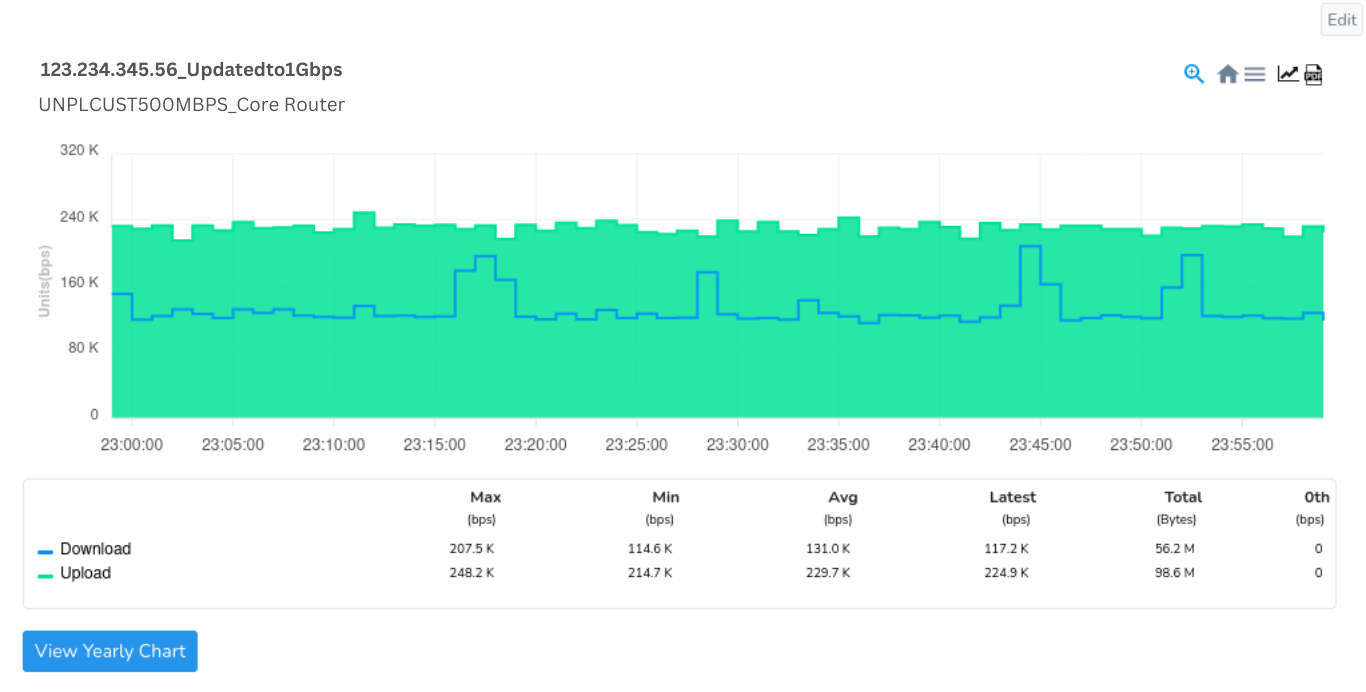 Edit
123.234.345.56_Updatedto1Gbps
UNPLCUST500MBPS_Core Router
PDF
320 K
240 K
160 K
80 K
0
Units(bps)
23:00:00 23:05:00 23:10:00 23:15:00 23:20:00 23:25:00 23:30:00 23:35:00 23:40:00 23:45:00 23:50:00 23:55:00
Max Min Avg Latest Total 0th
(bps) (bps) (bps) (bps) (Bytes) (bps)
Download 207.5 K 114.6 K 131.0 K 117.2 K 56.2 M 0
Upload 248.2 K 214.7 K 229.7 K 224.9 K 98.6 M 0
View Yearly Chart